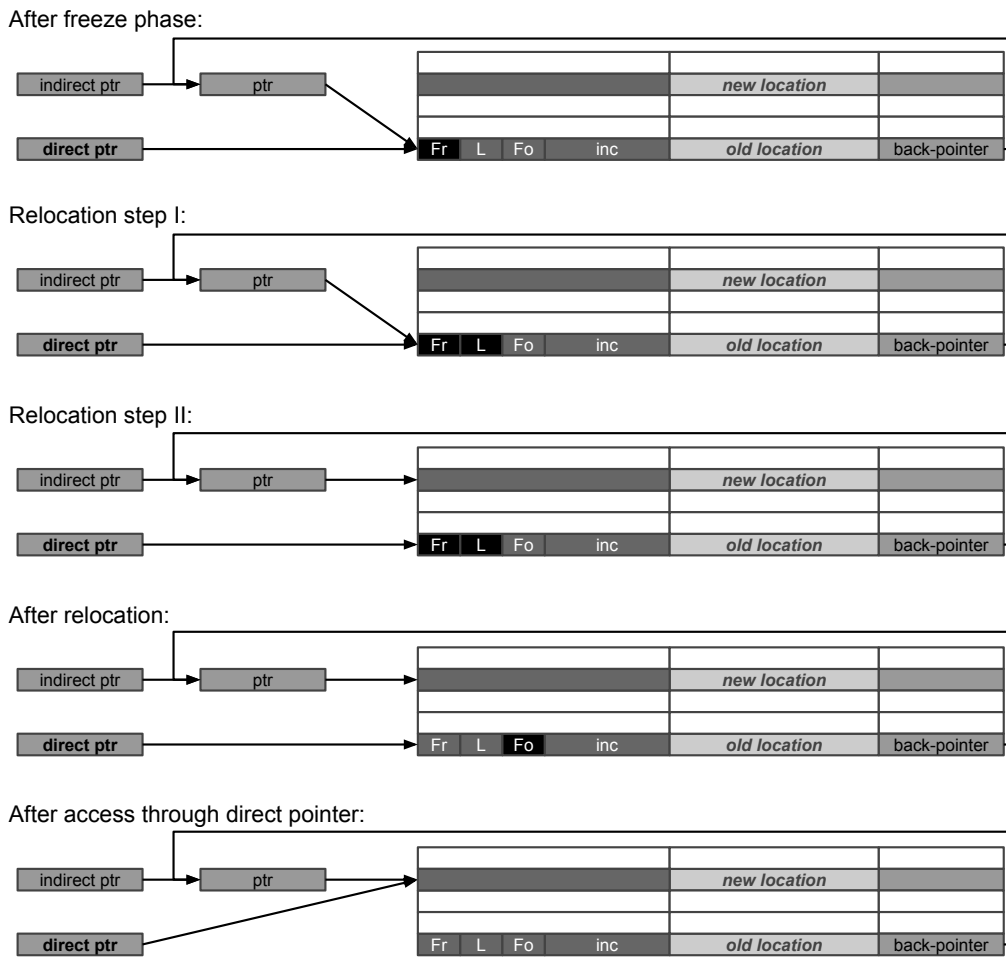 After freeze phase:
indirect ptr ptr new location
direct ptr Fr L Fo inc old location back-pointer
Relocation step I:
indirect ptr ptr new location
direct ptr Fr L Fo inc old location back-pointer
Relocation step II:
indirect ptr ptr new location
direct ptr Fr L Fo inc old location back-pointer
After relocation:
indirect ptr ptr new location
direct ptr Fr L Fo inc old location back-pointer
After access through direct pointer:
indirect ptr ptr new location
direct ptr Fr L Fo inc old location back-pointer